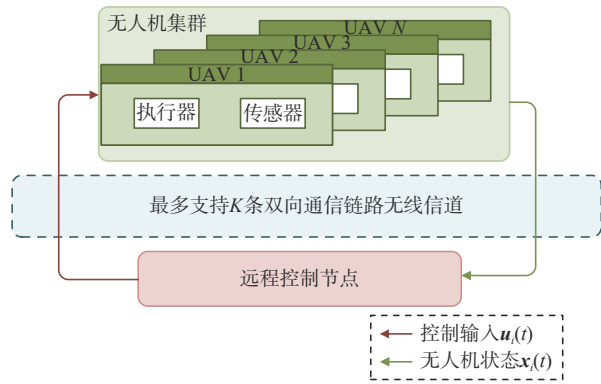 无人机集群
UAV N
UAV 3
UAV 2
UAV 1
执行器
传感器
最多支持K条双向通信链路无线信道
远程控制节点
控制输入uᵢ(t)
无人机状态xᵢ(t)